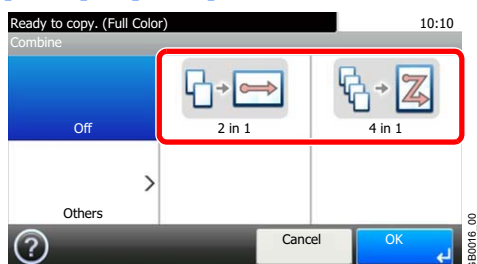 Ready to copy. (Full Color) 10:10
Combine
Off 2 in 1 4 in 1
Others
? Cancel OK
GB0016_00